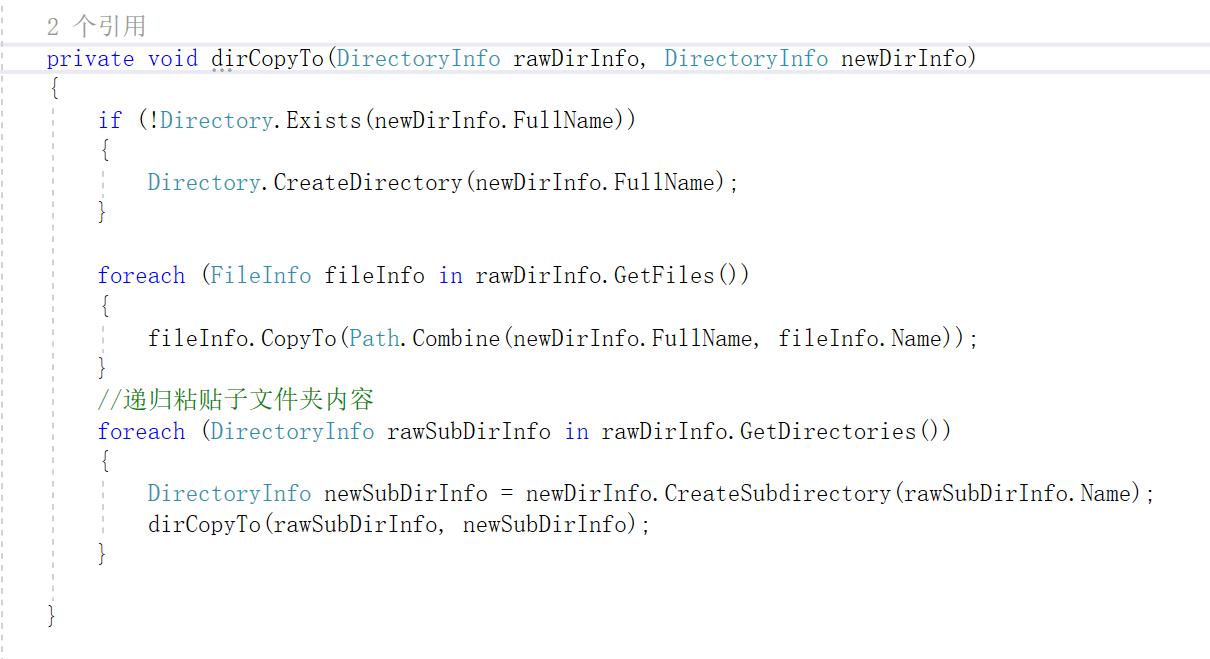 2 个引用
private void dirCopyTo(DirectoryInfo rawDirInfo, DirectoryInfo newDirInfo)
{
    if (!Directory.Exists(newDirInfo.FullName))
    {
        Directory.CreateDirectory(newDirInfo.FullName);
    }

    foreach (FileInfo fileInfo in rawDirInfo.GetFiles())
    {
        fileInfo.CopyTo(Path.Combine(newDirInfo.FullName, fileInfo.Name));
    }
    //递归粘贴子文件夹内容
    foreach (DirectoryInfo rawSubDirInfo in rawDirInfo.GetDirectories())
    {
        DirectoryInfo newSubDirInfo = newDirInfo.CreateSubdirectory(rawSubDirInfo.Name);
        dirCopyTo(rawSubDirInfo, newSubDirInfo);
    }

}